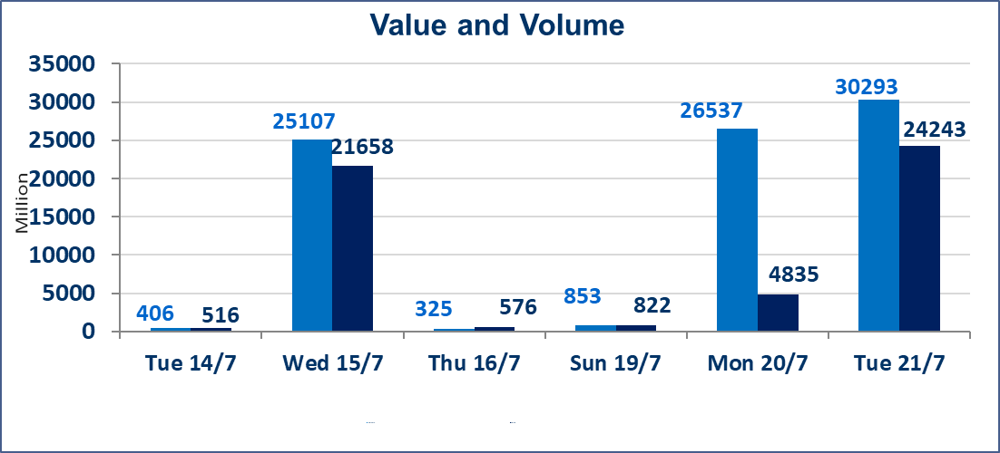 Value and Volume
35000
30000
25000
20000
15000
10000
5000
0
Million
406
516
25107
21658
325
576
853
822
26537
4835
30293
24243
Tue 14/7
Wed 15/7
Thu 16/7
Sun 19/7
Mon 20/7
Tue 21/7